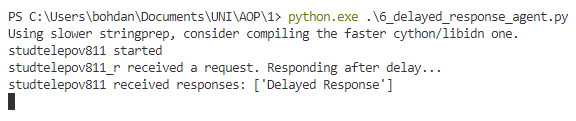 PS C:\Users\bohdan\Documents\UNI\AOP\1> python.exe .\6_delayed_response_agent.py
Using slower stringprep, consider compiling the faster cython/libidn one.
studtelepov811 started
studtelepov811_r received a request. Responding after delay...
studtelepov811 received responses: ['Delayed Response']